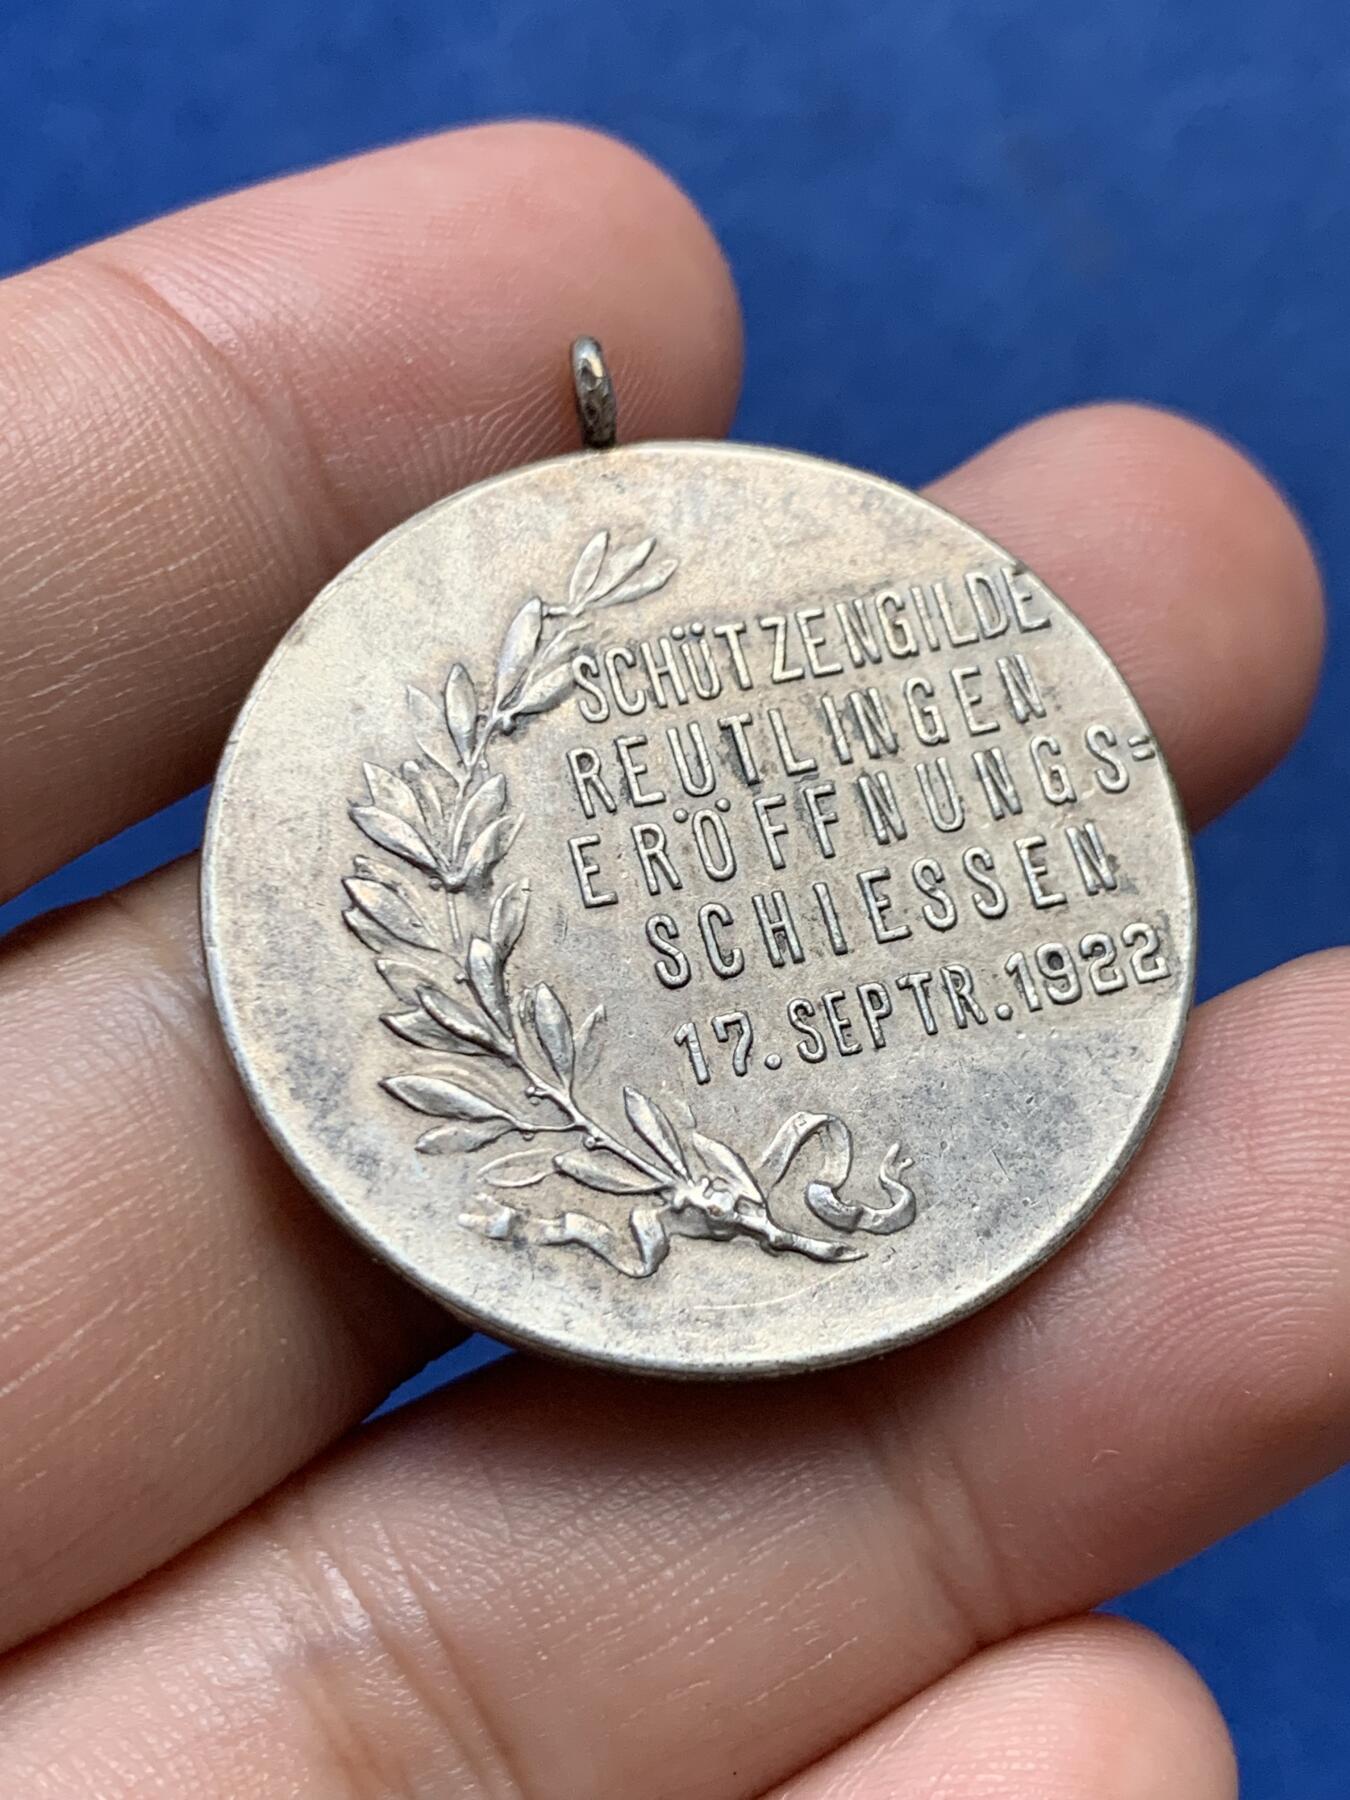 SCHÜTZENGILDE
REUTLINGEN
ERÖFFNUNGS=
SCHIESSEN
17. SEPTR. 1922